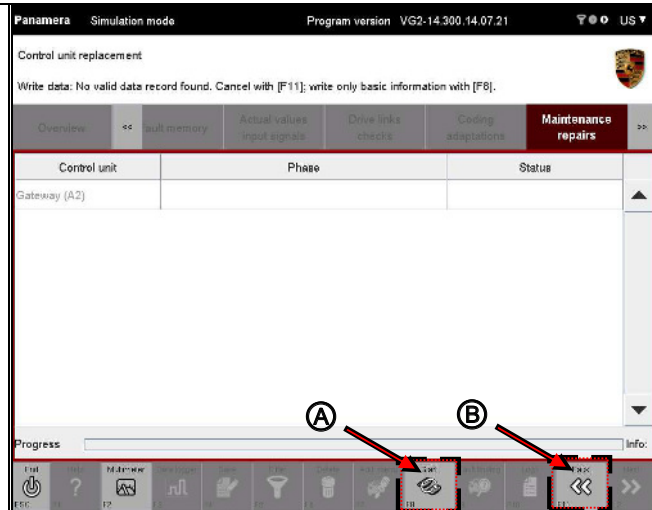 Panamera Simulation mode Program version VG2-14.300.14.07.21 US
Control unit replacement
Write data: No valid data record found. Cancel with [F11]; write only basic information with [F8].
Overview << fault memory Actual values input signals Drive links checks Coding adaptations Maintenance repairs >>
Control unit Phase Status
Gateway (A2)
A B
Progress Info:
Help Multimeter Data logger Save Filter Delete Start Back
ESC F2 F8 F11